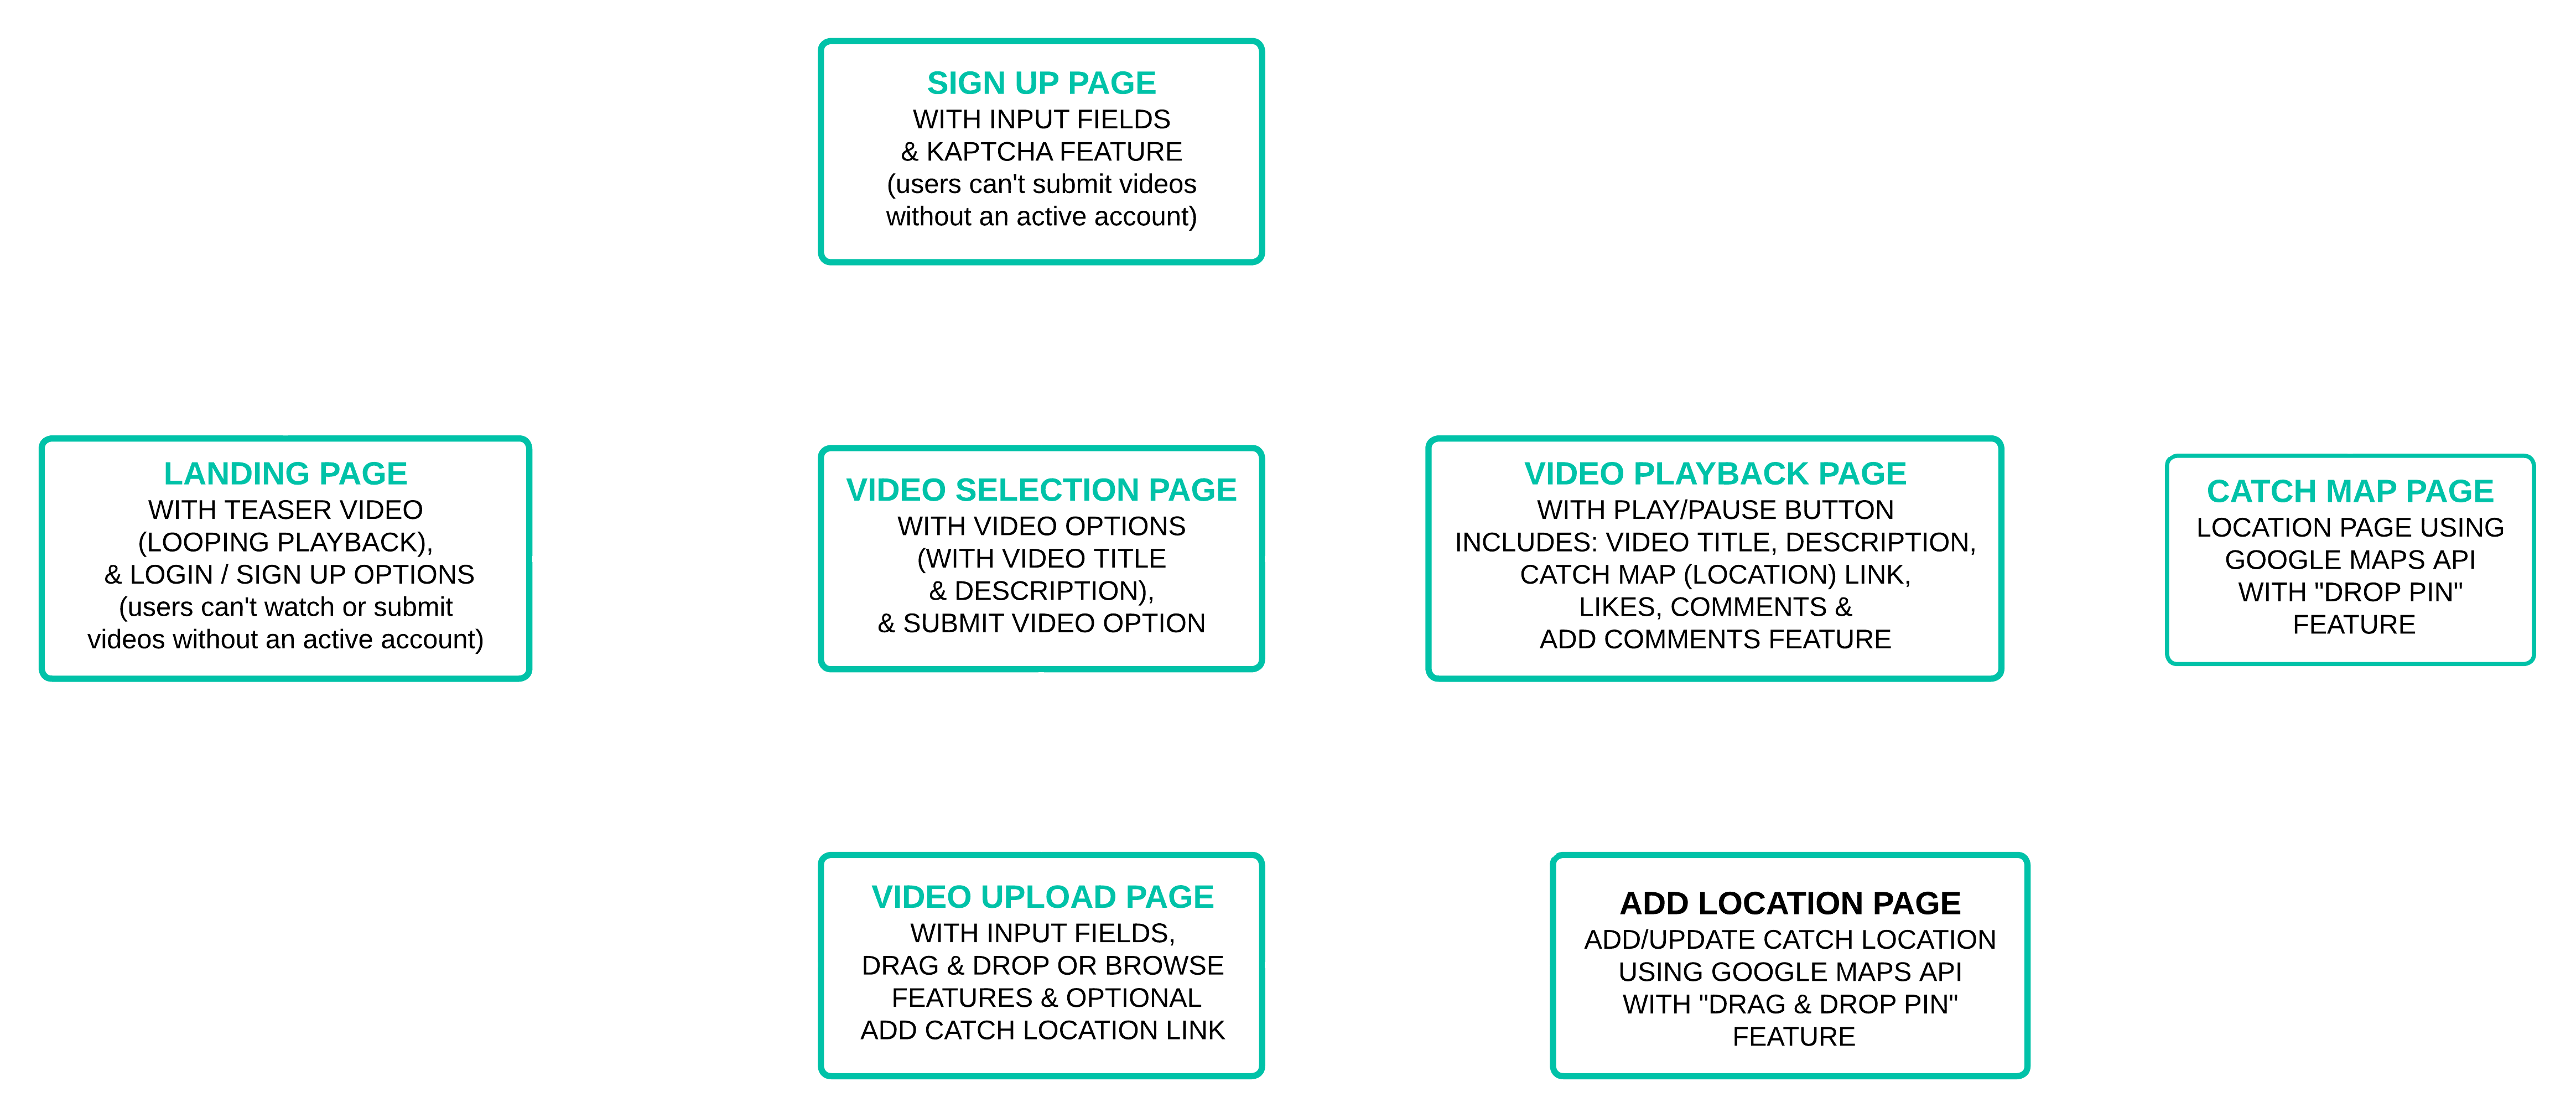 SIGN UP PAGE
WITH INPUT FIELDS
& KAPTCHA FEATURE
(users can't submit videos
without an active account)
LANDING PAGE
WITH TEASER VIDEO
(LOOPING PLAYBACK),
& LOGIN / SIGN UP OPTIONS
(users can't watch or submit
videos without an active account)
VIDEO SELECTION PAGE
WITH VIDEO OPTIONS
(WITH VIDEO TITLE
& DESCRIPTION),
& SUBMIT VIDEO OPTION
VIDEO PLAYBACK PAGE
WITH PLAY/PAUSE BUTTON
INCLUDES: VIDEO TITLE, DESCRIPTION,
CATCH MAP (LOCATION) LINK,
LIKES, COMMENTS &
ADD COMMENTS FEATURE
CATCH MAP PAGE
LOCATION PAGE USING
GOOGLE MAPS API
WITH "DROP PIN"
FEATURE
VIDEO UPLOAD PAGE
WITH INPUT FIELDS,
DRAG & DROP OR BROWSE
FEATURES & OPTIONAL
ADD CATCH LOCATION LINK
ADD LOCATION PAGE
ADD/UPDATE CATCH LOCATION
USING GOOGLE MAPS API
WITH "DRAG & DROP PIN"
FEATURE